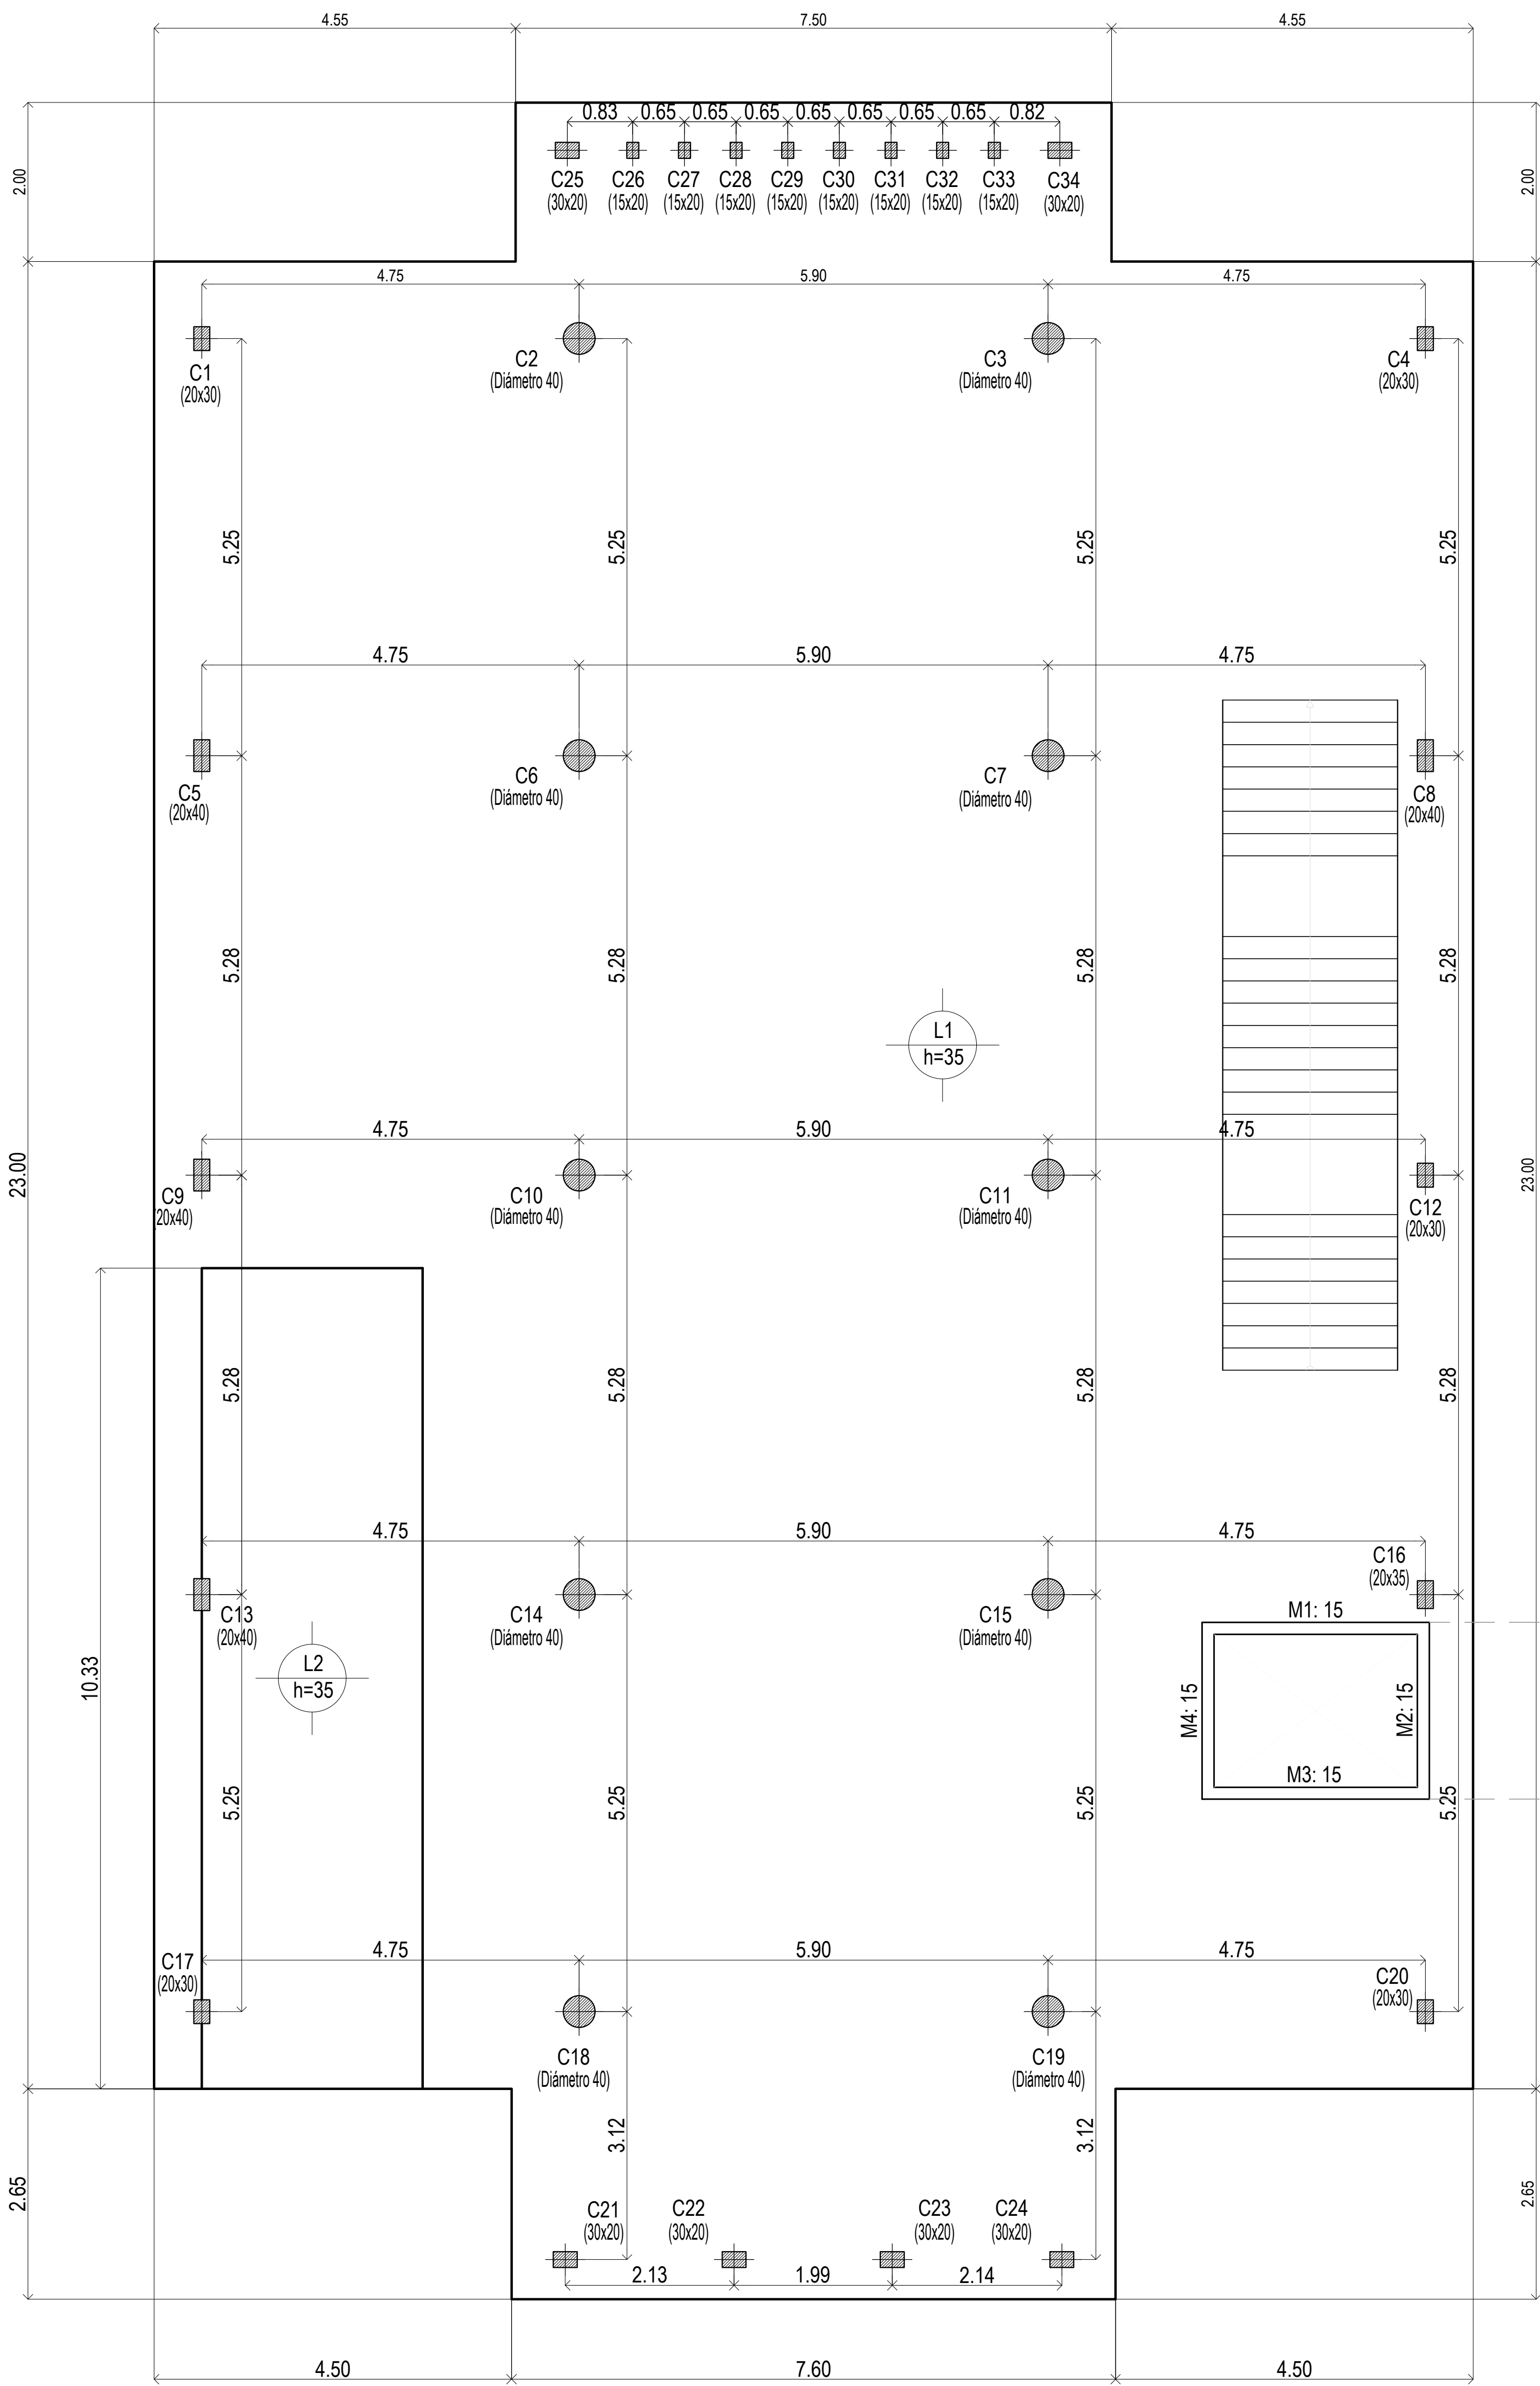 4.55 7.50 4.55
0.83 0.65 0.65 0.65 0.65 0.65 0.65 0.65 0.82
C25 C26 C27 C28 C29 C30 C31 C32 C33 C34
(30x20) (15x20) (15x20) (15x20) (15x20) (15x20) (15x20) (15x20) (15x20) (30x20)
2.00 2.00
4.75 5.90 4.75
C1 C2 C3 C4
(20x30) (Diámetro 40) (Diámetro 40) (20x30)
5.25 5.25 5.25 5.25
4.75 5.90 4.75
C5 C6 C7 C8
(20x40) (Diámetro 40) (Diámetro 40) (20x40)
5.28 5.28 5.28 5.28
L1
h=35
4.75 5.90 4.75
23.00 23.00
C9 C10 C11 C12
(20x40) (Diámetro 40) (Diámetro 40) (20x30)
5.28 5.28 5.28 5.28
4.75 5.90 4.75
C16
(20x35)
C13 C14 C15
(20x40) (Diámetro 40) (Diámetro 40)
M1: 15
L2
h=35
10.33
M4: 15 M2: 15
M3: 15
5.25 5.25 5.25 5.25
4.75 5.90 4.75
C17 C20
(20x30) (20x30)
C18 C19
(Diámetro 40) (Diámetro 40)
3.12 3.12
2.65 2.65
C21 C22 C23 C24
(30x20) (30x20) (30x20) (30x20)
2.13 1.99 2.14
4.50 7.60 4.50